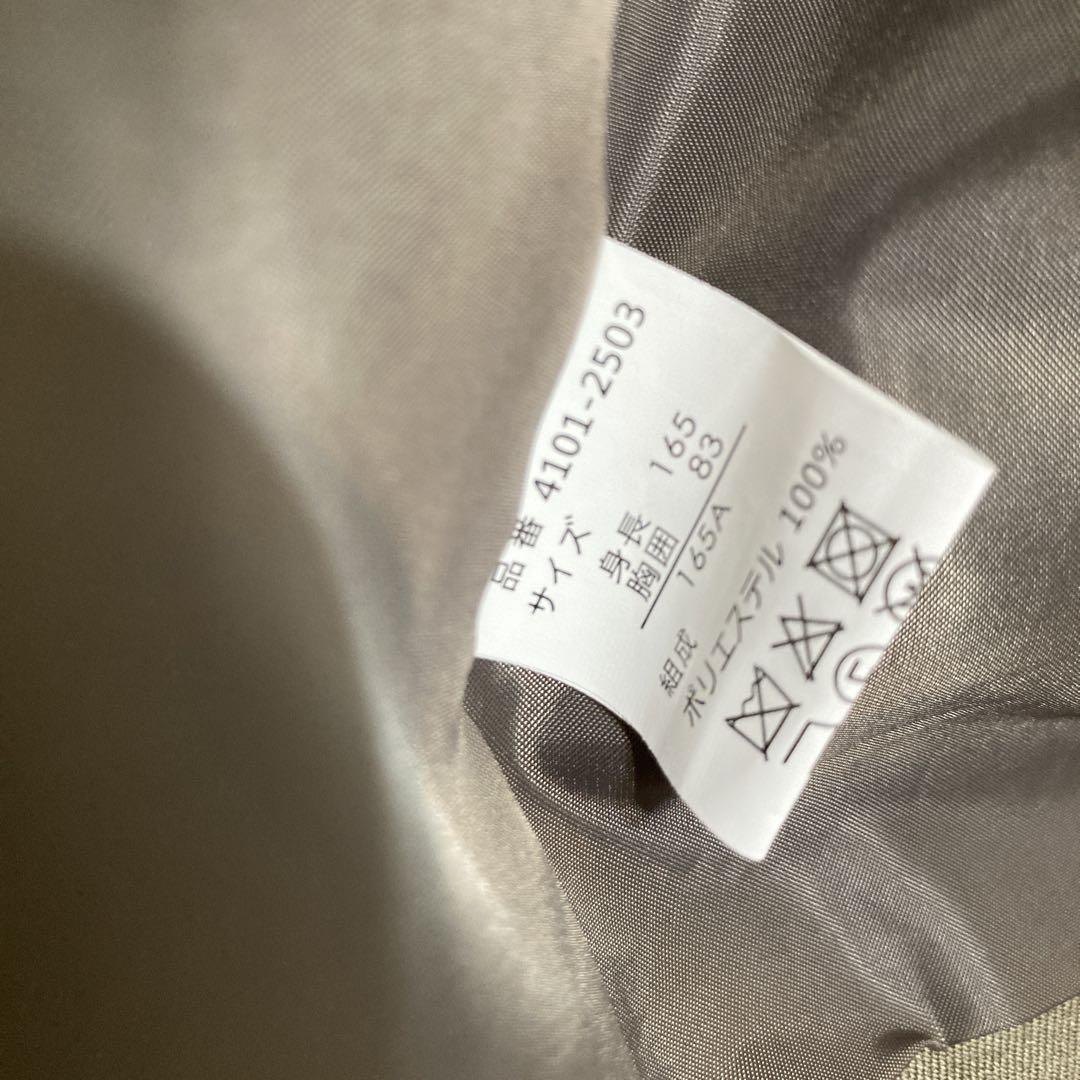 品番 4101-2503
サイズ
身長 165
胸囲 83
165A
組成
ポリエステル 100%